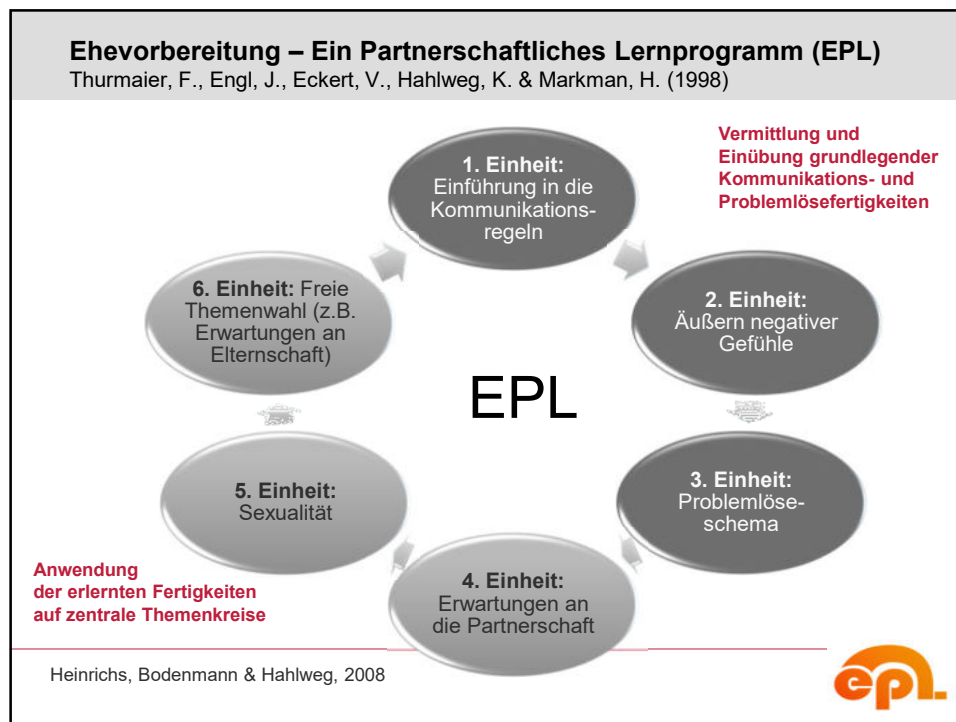 Ehevorbereitung – Ein Partnerschaftliches Lernprogramm (EPL)
Thurmaier, F., Engl, J., Eckert, V., Hahlweg, K. & Markman, H. (1998)
Vermittlung und
Einübung grundlegender
Kommunikations- und
Problemlösefertigkeiten
1. Einheit:
Einführung in die
Kommunikations-
regeln
2. Einheit:
Äußern negativer
Gefühle
3. Einheit:
Problemlöse-
schema
4. Einheit:
Erwartungen an
die Partnerschaft
5. Einheit:
Sexualität
6. Einheit: Freie
Themenwahl (z.B.
Erwartungen an
Elternschaft)
EPL
Anwendung
der erlernten Fertigkeiten
auf zentrale Themenkreise
Heinrichs, Bodenmann & Hahlweg, 2008
epl